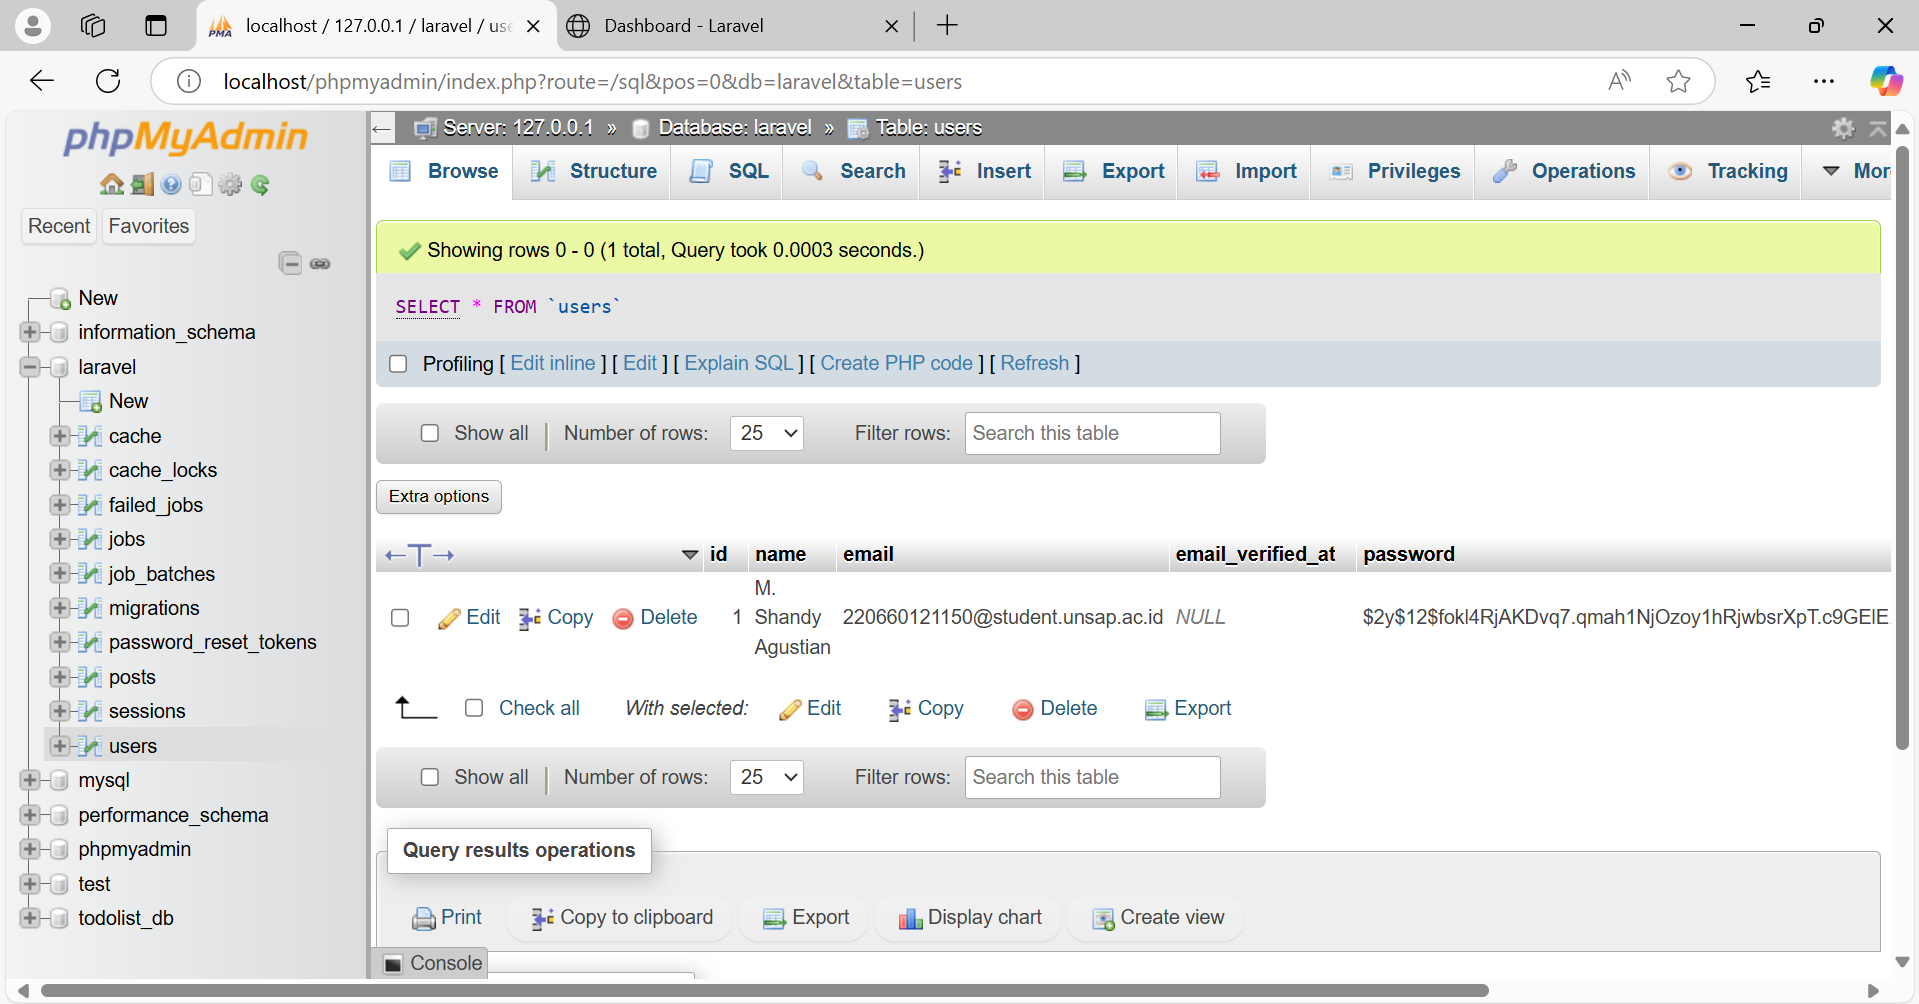 localhost / 127.0.0.1 / laravel / use
Dashboard - Laravel
localhost/phpmyadmin/index.php?route=/sql&pos=0&db=laravel&table=users
phpMyAdmin
Server: 127.0.0.1 » Database: laravel » Table: users
Browse Structure SQL Search Insert Export Import Privileges Operations Tracking Mor
Recent Favorites
New
information_schema
laravel
New
cache
cache_locks
failed_jobs
jobs
job_batches
migrations
password_reset_tokens
posts
sessions
users
mysql
performance_schema
phpmyadmin
test
todolist_db
Showing rows 0 - 0 (1 total, Query took 0.0003 seconds.)
SELECT * FROM `users`
Profiling [ Edit inline ] [ Edit ] [ Explain SQL ] [ Create PHP code ] [ Refresh ]
Show all | Number of rows: 25 Filter rows: Search this table
Extra options
←T→ id name email email_verified_at password
Edit Copy Delete 1 M. Shandy Agustian 220660121150@student.unsap.ac.id NULL $2y$12$fokl4RjAKDvq7.qmah1NjOzoy1hRjwbsrXpT.c9GElE
Check all With selected: Edit Copy Delete Export
Show all | Number of rows: 25 Filter rows: Search this table
Query results operations
Print Copy to clipboard Export Display chart Create view
Console